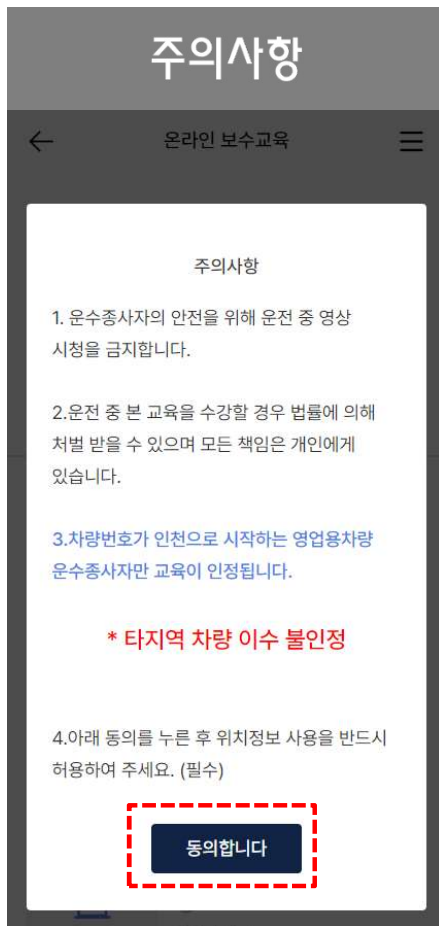 주의사항
온라인 보수교육
주의사항
1. 운수종사자의 안전을 위해 운전 중 영상
시청을 금지합니다.
2.운전 중 본 교육을 수강할 경우 법률에 의해
처벌 받을 수 있으며 모든 책임은 개인에게
있습니다.
3.차량번호가 인천으로 시작하는 영업용차량
운수종사자만 교육이 인정됩니다.
* 타지역 차량 이수 불인정
4.아래 동의를 누른 후 위치정보 사용을 반드시
허용하여 주세요. (필수)
동의합니다